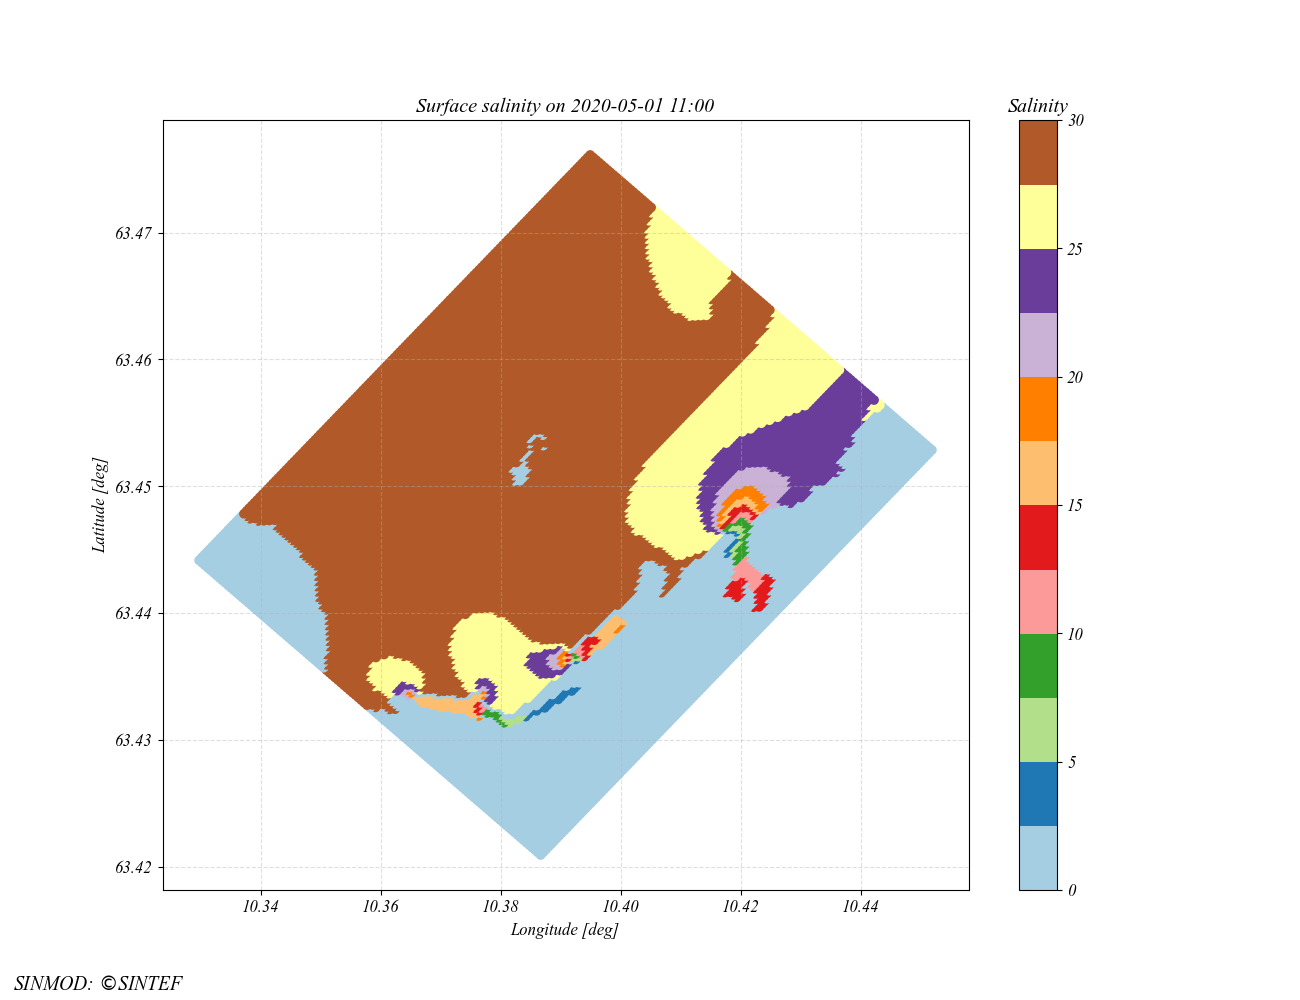 Surface salinity on 2020-05-01 11:00
Salinity
30
25
20
15
10
5
0
63.47
63.46
63.45
63.44
63.43
63.42
Latitude [deg]
10.34 10.36 10.38 10.40 10.42 10.44
Longitude [deg]
SINMOD: ©SINTEF